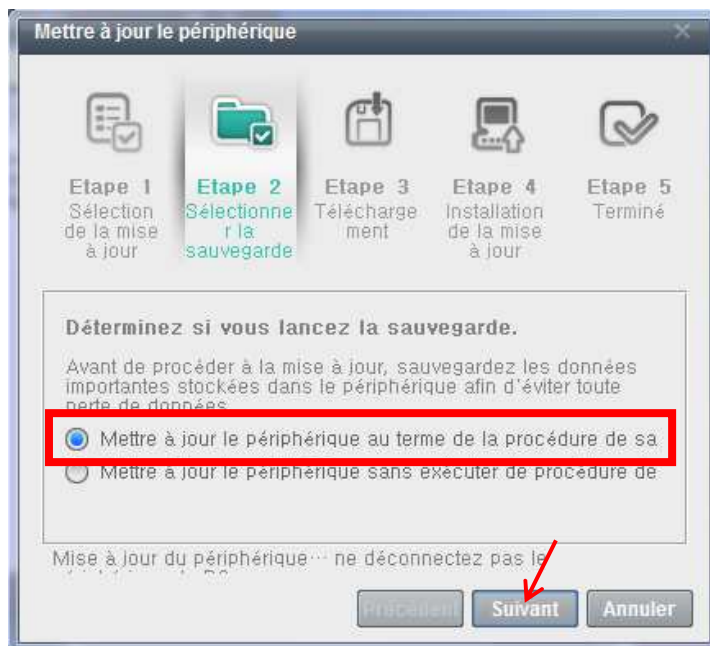 Mettre à jour le périphérique
Etape 1
Sélection
de la mise
à jour
Etape 2
Sélectionne
r la
sauvegarde
Etape 3
Télécharge
ment
Etape 4
Installation
de la mise
à jour
Etape 5
Terminé
Déterminez si vous lancez la sauvegarde.
Avant de procéder à la mise à jour, sauvegardez les données
importantes stockées dans le périphérique afin d'éviter toute
perte de données
Mettre à jour le périphérique au terme de la procédure de sa
Mettre à jour le périphérique sans exécuter de procédure de
Mise à jour du périphérique… ne déconnectez pas le
Précédent Suivant Annuler